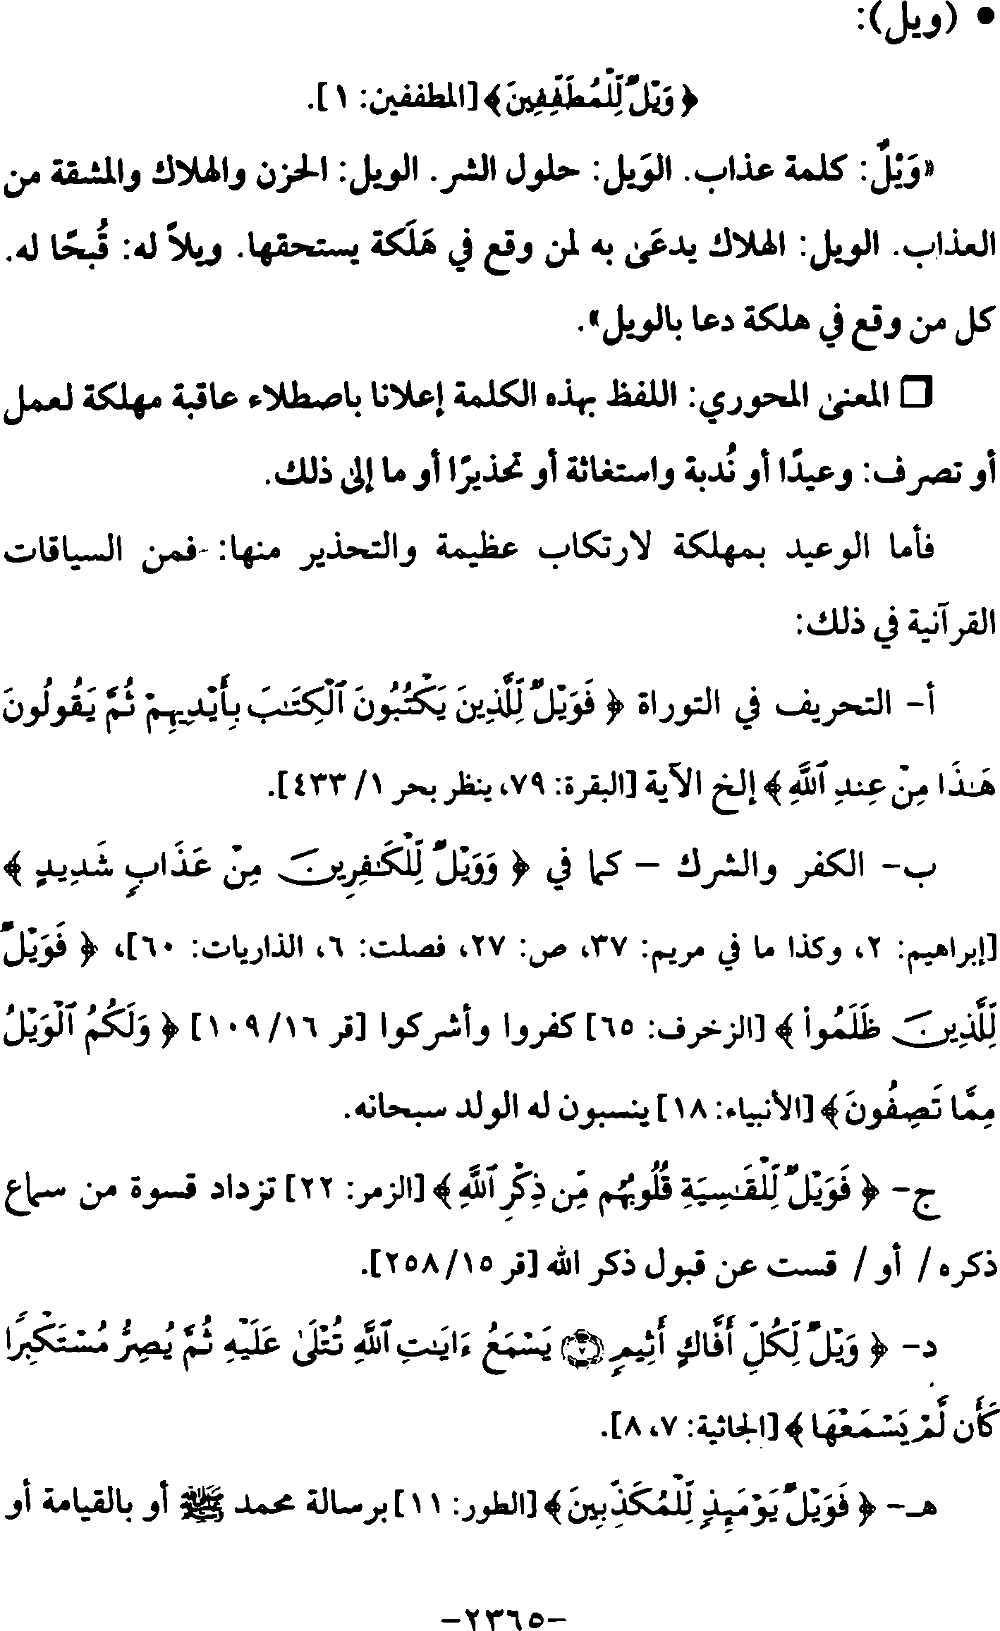 • (ويل):
﴿ وَيْلٌ لِّلْمُطَفِّفِينَ ﴾ [المطففين: ١].
«وَيْلٌ: كلمة عذاب. الوَيل: حلول الشر. الويل: الحزن والهلاك والمشقة من
العذاب. الويل: الهلاك يدعَىٰ به لمن وقع في هَلَكة يستحقها. ويلاً له: قُبحًا له.
كل من وقع في هلكة دعا بالويل».
❒ المعنىٰ المحوري: اللفظ بهذه الكلمة إعلانا باصطلاء عاقبة مهلكة لعمل
أو تصرف: وعيدًا أو نُدبة واستغاثة أو تحذيرًا أو ما إلىٰ ذلك.
فأما الوعيد بمهلكة لارتكاب عظيمة والتحذير منها: فمن السياقات
القرآنية في ذلك:
أ- التحريف في التوراة ﴿ فَوَيْلٌ لِّلَّذِينَ يَكْتُبُونَ ٱلْكِتَـٰبَ بِأَيْدِيهِمْ ثُمَّ يَقُولُونَ
هَـٰذَا مِنْ عِندِ ٱللَّهِ ﴾ إلخ الآية [البقرة: ٧٩، ينظر بحر ١/ ٤٣٣].
ب- الكفر والشرك – كما في ﴿ وَوَيْلٌ لِّلْكَـٰفِرِينَ مِنْ عَذَابٍ شَدِيدٍ ﴾
[إبراهيم: ٢، وكذا ما في مريم: ٣٧، ص: ٢٧، فصلت: ٦، الذاريات: ٦٠]، ﴿ فَوَيْلٌ
لِّلَّذِينَ ظَلَمُوا۟ ﴾ [الزخرف: ٦٥] كفروا وأشركوا [قر ١٦/ ١٠٩] ﴿ وَلَكُمُ ٱلْوَيْلُ
مِمَّا تَصِفُونَ ﴾ [الأنبياء: ١٨] ينسبون له الولد سبحانه.
ج- ﴿ فَوَيْلٌ لِّلْقَـٰسِيَةِ قُلُوبُهُم مِّن ذِكْرِ ٱللَّهِ ﴾ [الزمر: ٢٢] تزداد قسوة من سماع
ذكره/ أو/ قست عن قبول ذكر الله [قر ١٥/ ٢٥٨].
د- ﴿ وَيْلٌ لِّكُلِّ أَفَّاكٍ أَثِيمٍ ۝٧ يَسْمَعُ ءَايَـٰتِ ٱللَّهِ تُتْلَىٰ عَلَيْهِ ثُمَّ يُصِرُّ مُسْتَكْبِرًا
كَأَن لَّمْ يَسْمَعْهَا ﴾ [الجاثية: ٧، ٨].
هـ- ﴿ فَوَيْلٌ يَوْمَئِذٍ لِّلْمُكَذِّبِينَ ﴾ [الطور: ١١] برسالة محمد ﷺ أو بالقيامة أو
-٢٣٦٥-